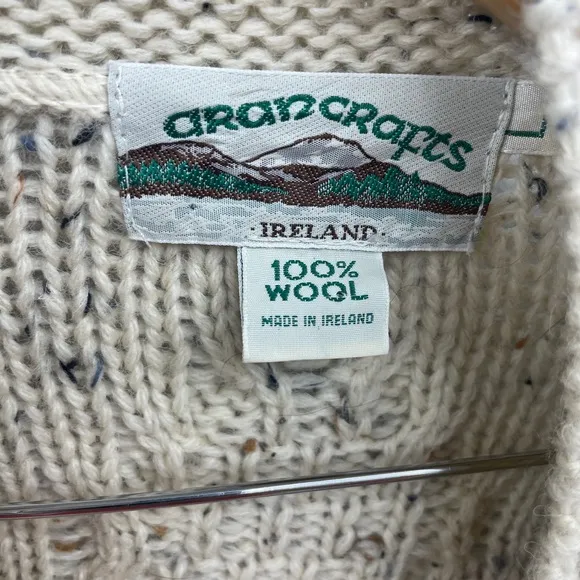 arancrafts
· IRELAND ·
100%
WOOL
MADE IN IRELAND